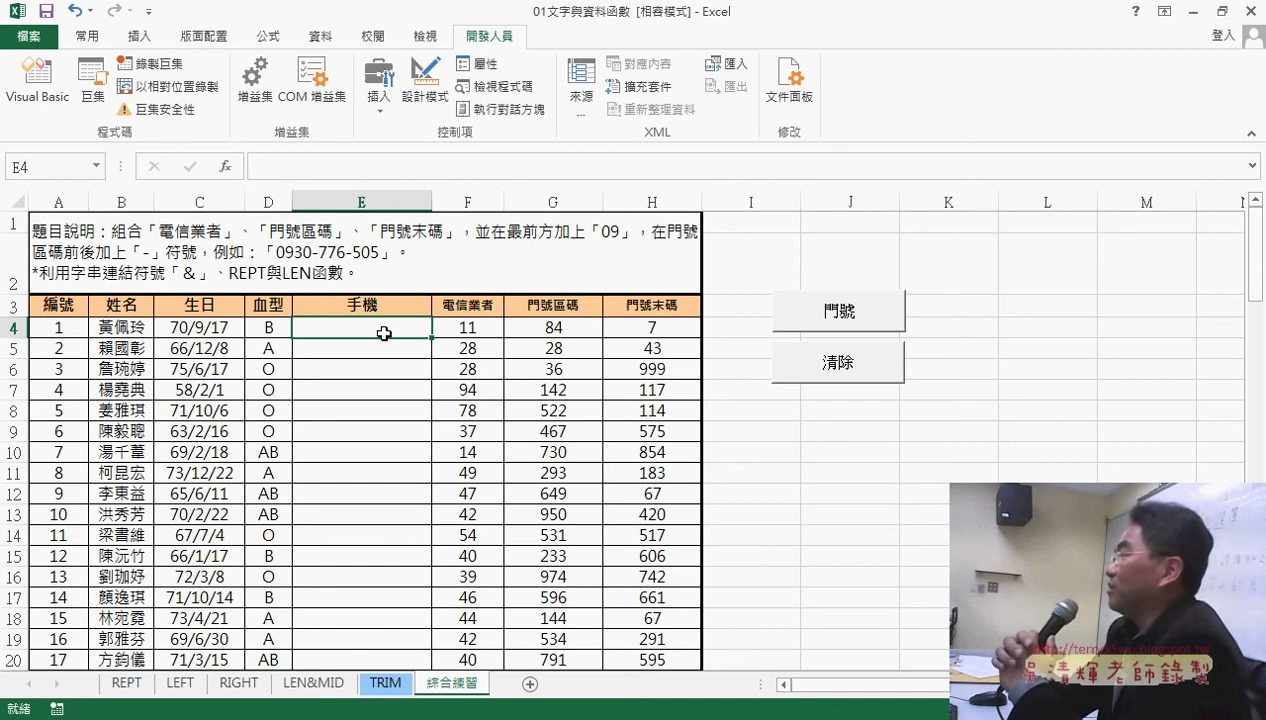 01文字與資料函數 [相容模式] - Excel
檔案 常用 插入 版面配置 公式 資料 校閱 檢視 開發人員 登入
Visual Basic 巨集 錄製巨集 以相對位置錄製 巨集安全性 程式碼
增益集 COM 增益集 增益集
插入 設計模式 屬性 檢視程式碼 執行對話方塊 控制項
來源 ... 對應內容 擴充套件 重新整理資料 匯入 匯出 XML
文件面板 修改
E4 fx
A B C D E F G H I J K L M
1 題目說明：組合「電信業者」、「門號區碼」、「門號末碼」，並在最前方加上「09」，在門號
區碼前後加上「-」符號，例如：「0930-776-505」。
2 *利用字串連結符號「＆」、REPT與LEN函數。
3 編號 姓名 生日 血型 手機 電信業者 門號區碼 門號末碼
4 1 黃佩玲 70/9/17 B 11 84 7
5 2 賴國彰 66/12/8 A 28 28 43
6 3 詹琬婷 75/6/17 O 28 36 999
7 4 楊堯典 58/2/1 O 94 142 117
8 5 姜雅琪 71/10/6 O 78 522 114
9 6 陳毅聰 63/2/16 O 37 467 575
10 7 湯千葦 69/2/18 AB 14 730 854
11 8 柯昆宏 73/12/22 A 49 293 183
12 9 李東益 65/6/11 AB 47 649 67
13 10 洪秀芳 70/2/22 AB 42 950 420
14 11 梁書維 67/7/4 O 54 531 517
15 12 陳沅竹 66/1/17 B 40 233 606
16 13 劉珈妤 72/3/8 O 39 974 742
17 14 顏逸琪 71/10/14 B 46 596 661
18 15 林宛霓 73/4/21 A 44 144 67
19 16 郭雅芬 69/6/30 A 42 534 291
20 17 方鈞儀 71/3/15 AB 40 791 595
門號
清除
吳清輝老師錄製
REPT LEFT RIGHT LEN&MID TRIM 綜合練習
就緒